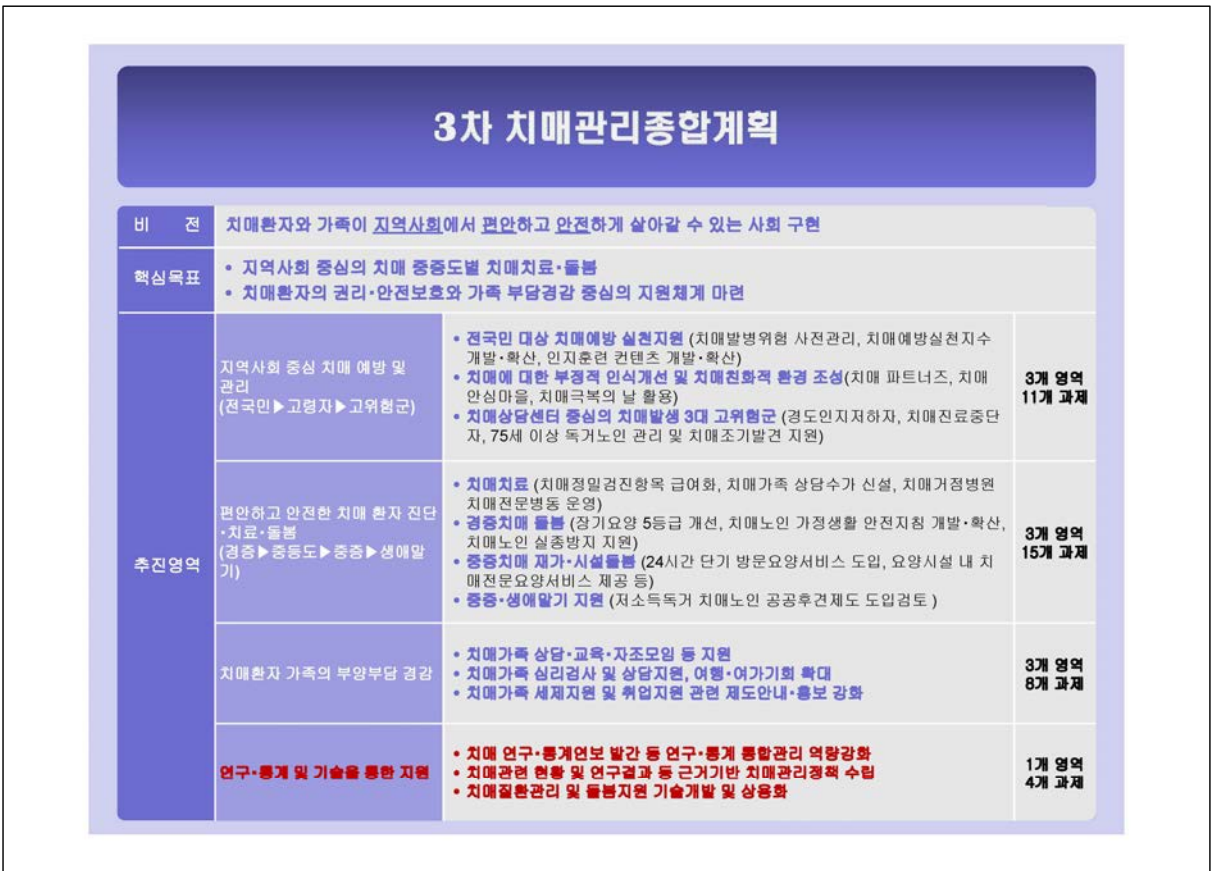 3차 치매관리종합계획
비 전
치매환자와 가족이 지역사회에서 편안하고 안전하게 살아갈 수 있는 사회 구현
핵심목표
• 지역사회 중심의 치매 중증도별 치매치료·돌봄
• 치매환자의 권리·안전보호와 가족 부담경감 중심의 지원체계 마련
추진영역
지역사회 중심 치매 예방 및
관리
(전국민▶고령자▶고위험군)
• 전국민 대상 치매예방 실천지원 (치매발병위험 사전관리, 치매예방실천지수
개발·확산, 인지훈련 컨텐츠 개발·확산)
• 치매에 대한 부정적 인식개선 및 치매친화적 환경 조성(치매 파트너즈, 치매
안심마을, 치매극복의 날 활용)
• 치매상담센터 중심의 치매발생 3대 고위험군 (경도인지저하자, 치매진료중단
자, 75세 이상 독거노인 관리 및 치매조기발견 지원)
3개 영역
11개 과제
편안하고 안전한 치매 환자 진단
·치료·돌봄
(경증▶중등도▶중증▶생애말
기)
• 치매치료 (치매정밀검진항목 급여화, 치매가족 상담수가 신설, 치매거점병원
치매전문병동 운영)
• 경증치매 돌봄 (장기요양 5등급 개선, 치매노인 가정생활 안전지침 개발·확산,
치매노인 실종방지 지원)
• 중증치매 재가·시설돌봄 (24시간 단기 방문요양서비스 도입, 요양시설 내 치
매전문요양서비스 제공 등)
• 중증·생애말기 지원 (저소득독거 치매노인 공공후견제도 도입검토 )
3개 영역
15개 과제
치매환자 가족의 부양부담 경감
• 치매가족 상담·교육·자조모임 등 지원
• 치매가족 심리검사 및 상담지원, 여행·여가기회 확대
• 치매가족 세제지원 및 취업지원 관련 제도안내·홍보 강화
3개 영역
8개 과제
연구·통계 및 기술을 통한 지원
• 치매 연구·통계연보 발간 등 연구·통계 통합관리 역량강화
• 치매관련 현황 및 연구결과 등 근거기반 치매관리정책 수립
• 치매질환관리 및 돌봄지원 기술개발 및 상용화
1개 영역
4개 과제